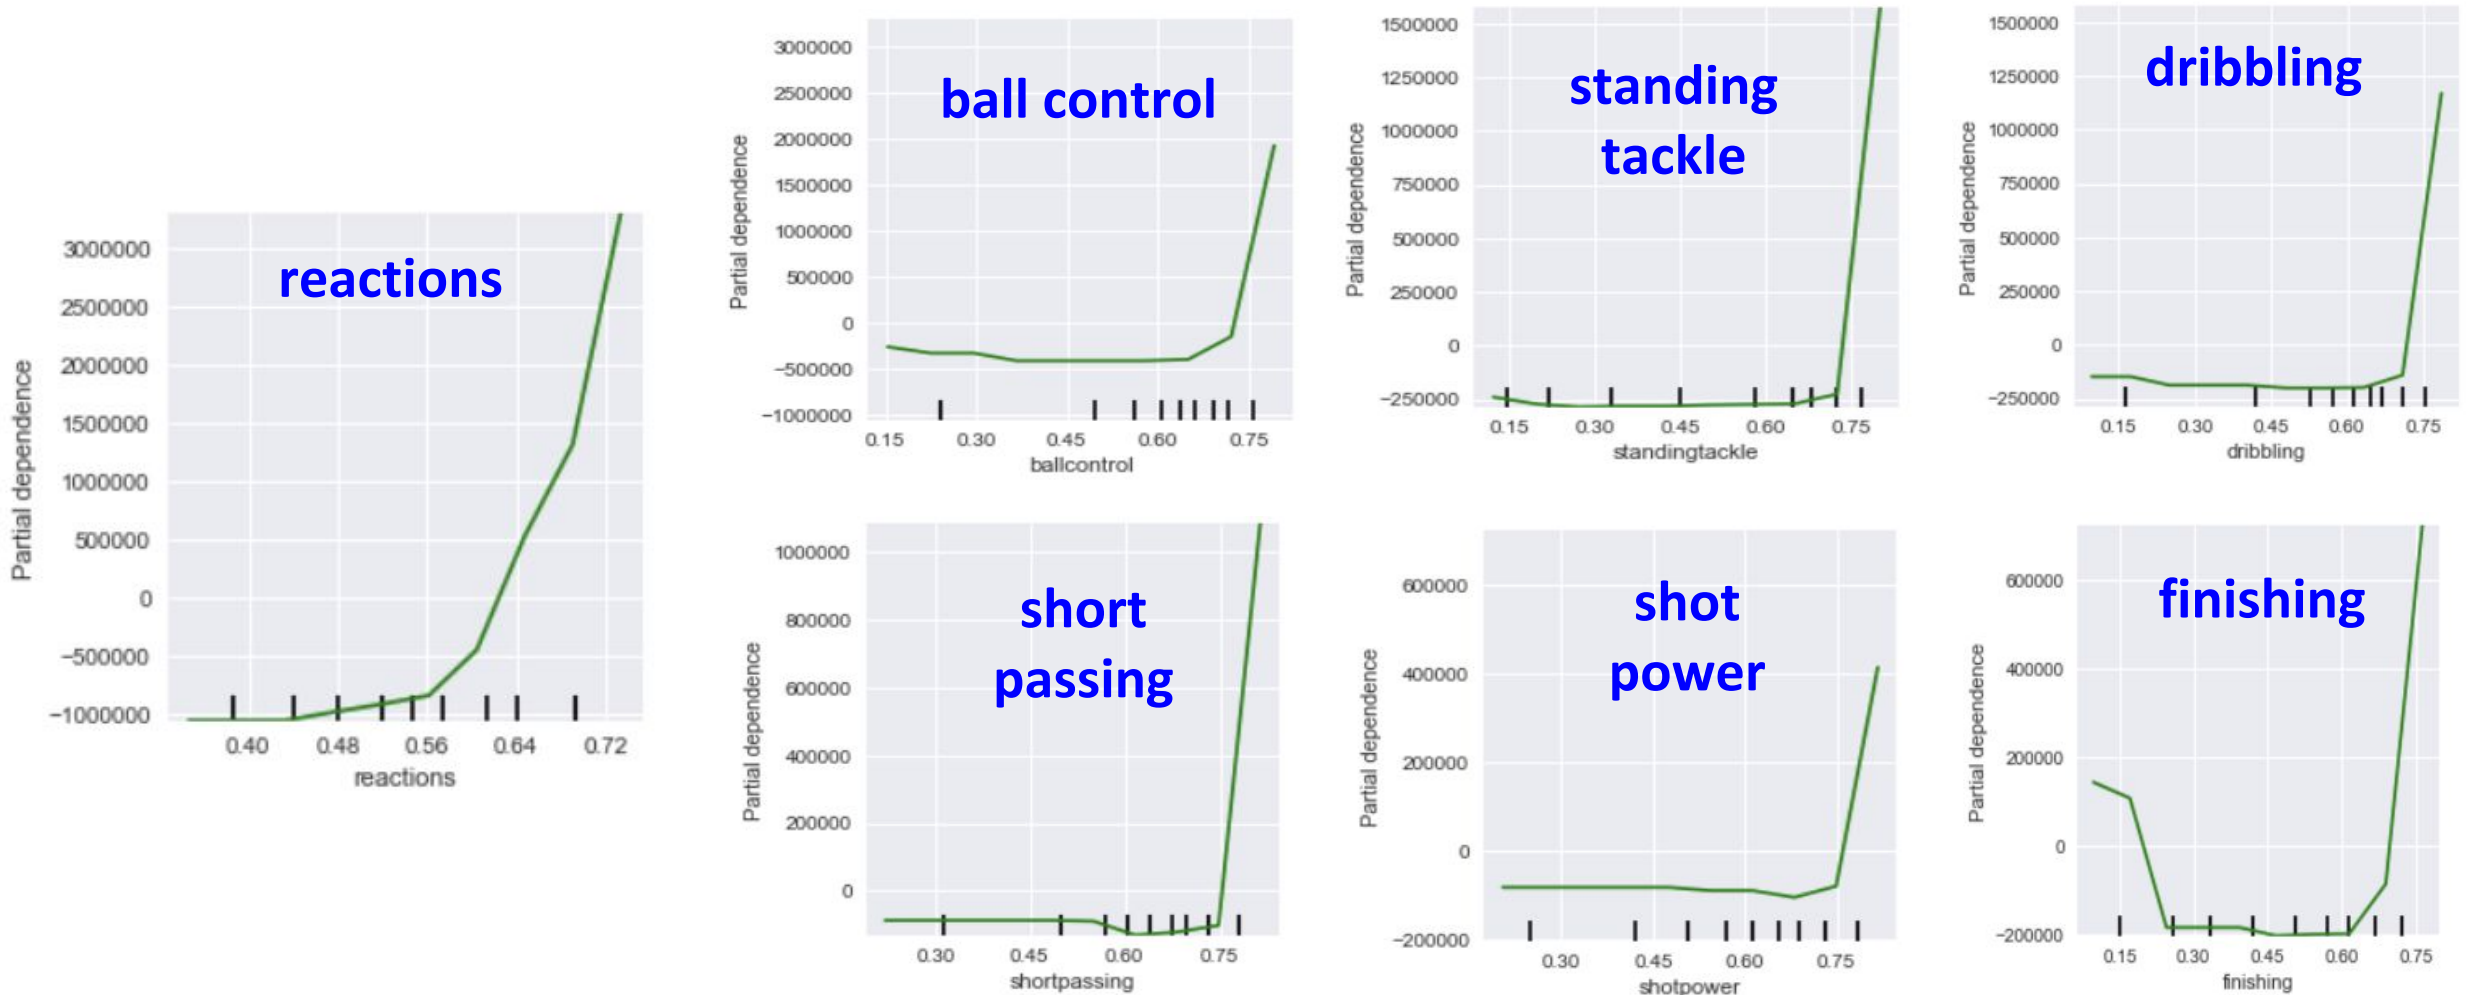 3000000
2500000
2000000
1500000
1000000
500000
0
−500000
−1000000
Partial dependence
reactions
0.40 0.48 0.56 0.64 0.72
reactions
3000000
2500000
2000000
1500000
1000000
500000
0
−500000
−1000000
Partial dependence
ball control
0.15 0.30 0.45 0.60 0.75
ballcontrol
1500000
1250000
1000000
750000
500000
250000
0
−250000
Partial dependence
standing
tackle
0.15 0.30 0.45 0.60 0.75
standingtackle
1500000
1250000
1000000
750000
500000
250000
0
−250000
Partial dependence
dribbling
0.15 0.30 0.45 0.60 0.75
dribbling
1000000
800000
600000
400000
200000
0
Partial dependence
short
passing
0.30 0.45 0.60 0.75
shortpassing
600000
400000
200000
0
−200000
Partial dependence
shot
power
0.30 0.45 0.60 0.75
shotpower
600000
400000
200000
0
−200000
Partial dependence
finishing
0.15 0.30 0.45 0.60 0.75
finishing